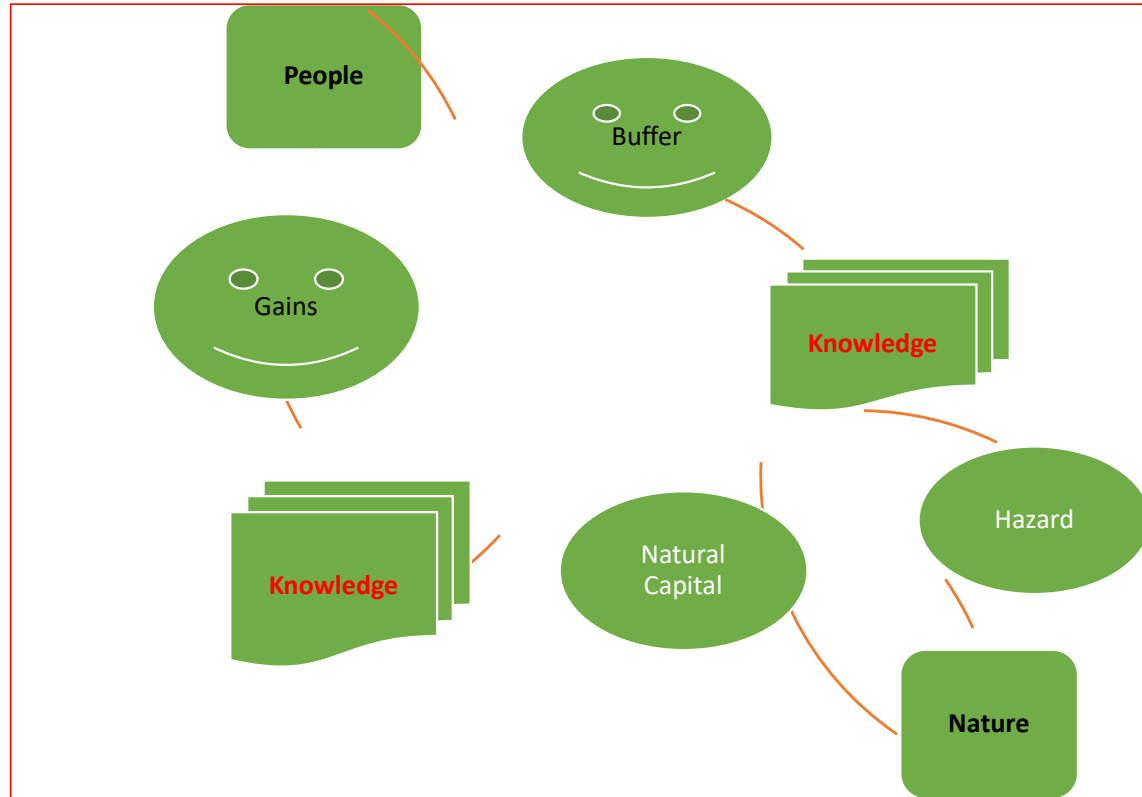 People
Buffer
Gains
Knowledge
Hazard
Natural
Capital
Knowledge
Nature